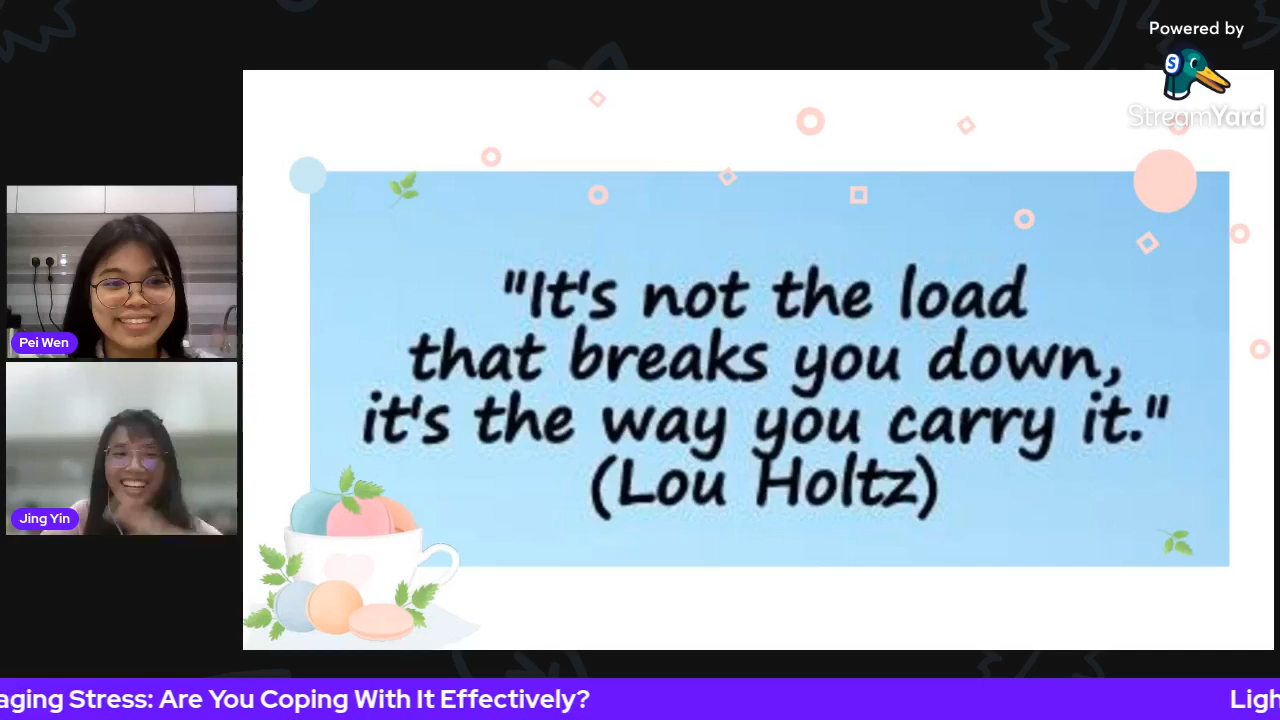 Powered by
S
StreamYard
"It's not the load
that breaks you down,
it's the way you carry it."
(Lou Holtz)
Pei Wen
Jing Yin
aging Stress: Are You Coping With It Effectively?
Ligh